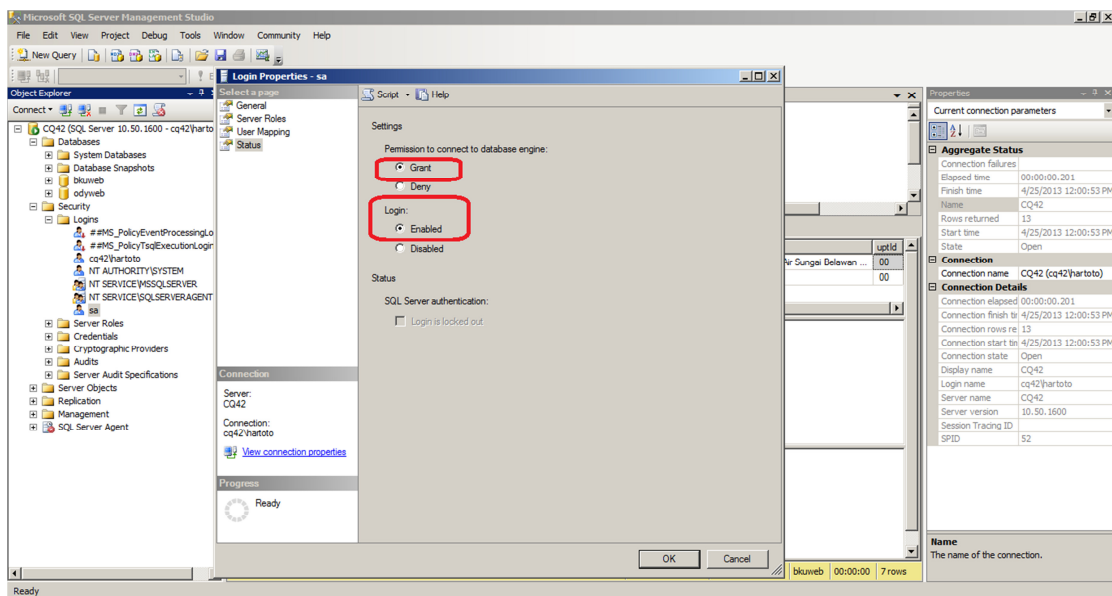 Microsoft SQL Server Management Studio
File Edit View Project Debug Tools Window Community Help
New Query
Object Explorer
Connect
CQ42 (SQL Server 10.50.1600 - cq42\harto
Databases
System Databases
Database Snapshots
bkuweb
odyweb
Security
Logins
##MS_PolicyEventProcessingLo
##MS_PolicyTsqlExecutionLogin
cq42\hartoto
NT AUTHORITY\SYSTEM
NT SERVICE\MSSQLSERVER
NT SERVICE\SQLSERVERAGENT
sa
Server Roles
Credentials
Cryptographic Providers
Audits
Server Audit Specifications
Server Objects
Replication
Management
SQL Server Agent
Login Properties - sa
Select a page
General
Server Roles
User Mapping
Status
Connection
Server:
CQ42
Connection:
cq42\hartoto
View connection properties
Progress
Ready
Script Help
Settings
Permission to connect to database engine:
Grant
Deny
Login:
Enabled
Disabled
Status
SQL Server authentication:
Login is locked out
OK Cancel
uptId
Air Sungai Belawan ... 00
00
bkuweb 00:00:00 7 rows
Properties
Current connection parameters
Aggregate Status
Connection failures
Elapsed time 00:00:00.201
Finish time 4/25/2013 12:00:53 PM
Name CQ42
Rows returned 13
Start time 4/25/2013 12:00:53 PM
State Open
Connection
Connection name CQ42 (cq42\hartoto)
Connection Details
Connection elapsed 00:00:00.201
Connection finish tir 4/25/2013 12:00:53 PM
Connection rows re 13
Connection start tin 4/25/2013 12:00:53 PM
Connection state Open
Display name CQ42
Login name cq42\hartoto
Server name CQ42
Server version 10.50.1600
Session Tracing ID
SPID 52
Name
The name of the connection.
Ready